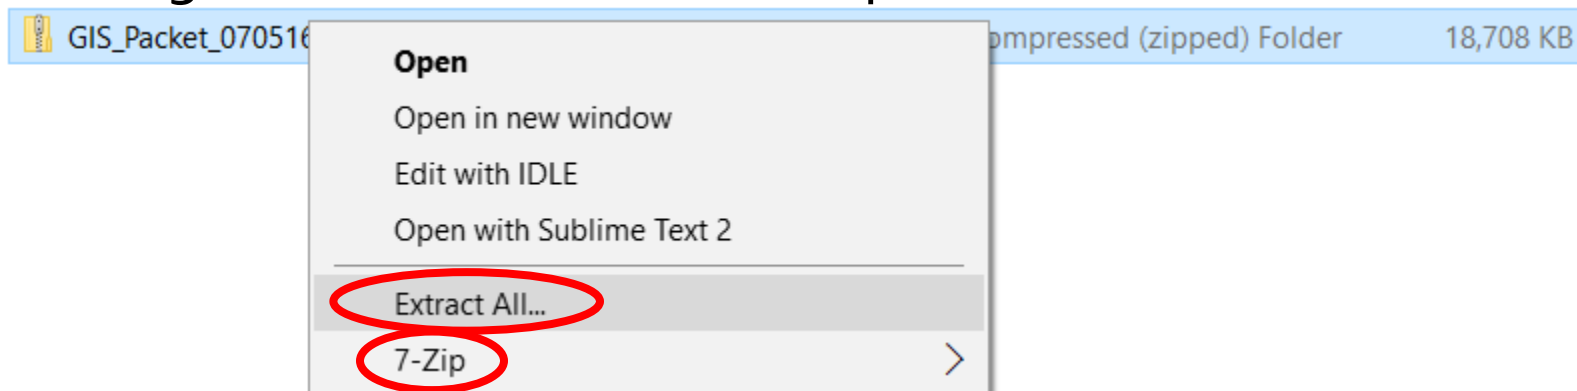 GIS_Packet_070516 ompressed (zipped) Folder 18,708 KB
Open
Open in new window
Edit with IDLE
Open with Sublime Text 2
Extract All...
7-Zip